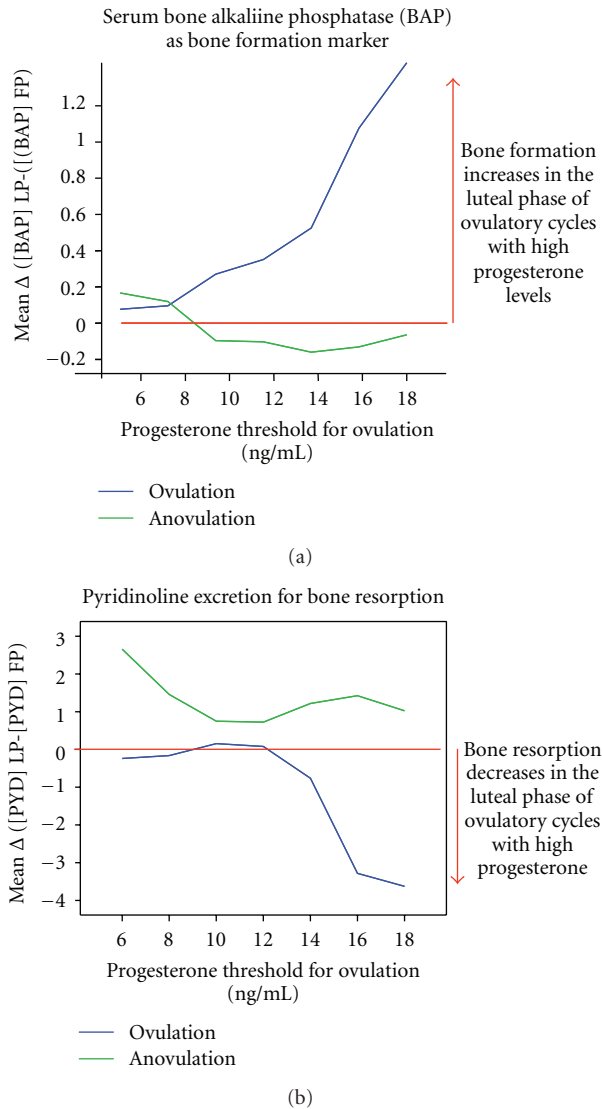 Serum bone alkaliine phosphatase (BAP)
as bone formation marker
Mean Δ ([BAP] LP-([(BAP] FP)
1.2
1
0.8
0.6
0.4
0.2
0
−0.2
6 8 10 12 14 16 18
Progesterone threshold for ovulation
(ng/mL)
Bone formation
increases in the
luteal phase of
ovulatory cycles
with high
progesterone
levels
Ovulation
Anovulation
(a)
Pyridinoline excretion for bone resorption
Mean Δ ([PYD] LP-[PYD] FP)
3
2
1
0
−1
−2
−3
−4
6 8 10 12 14 16 18
Progesterone threshold for ovulation
(ng/mL)
Bone resorption
decreases in the
luteal phase of
ovulatory cycles
with high
progesterone
Ovulation
Anovulation
(b)